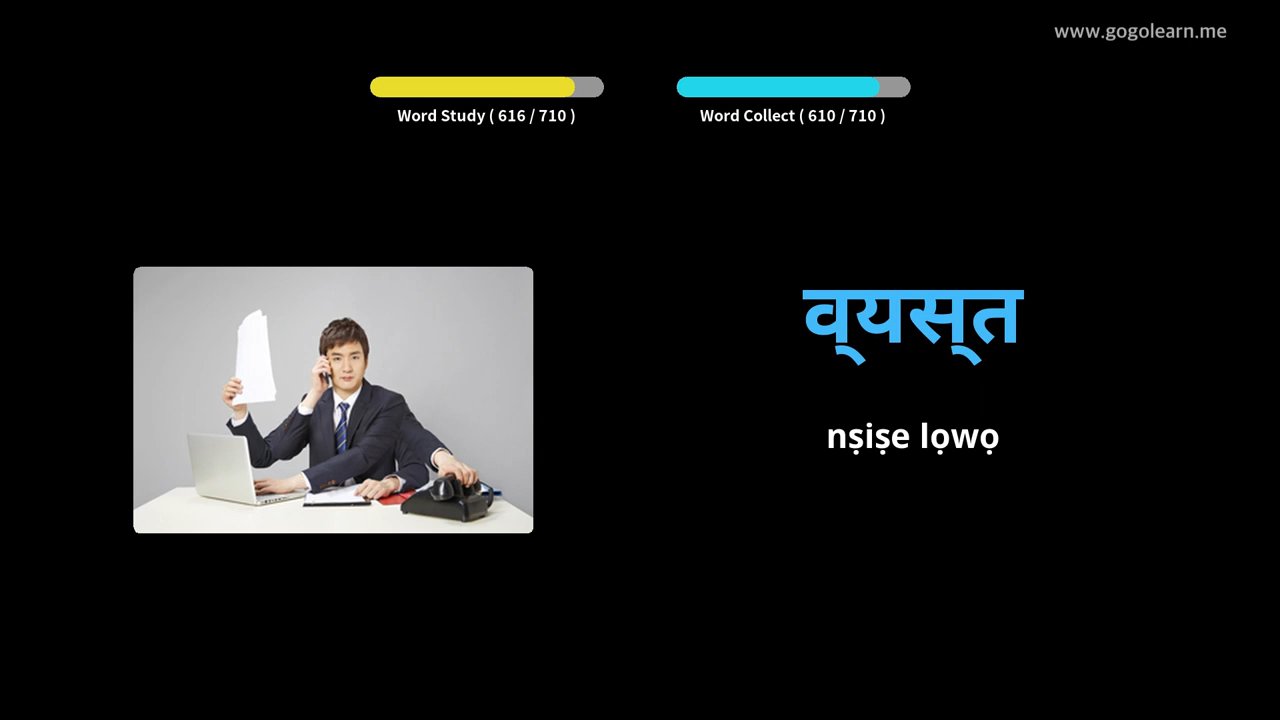 www.gogolearn.me
Word Study ( 616 / 710 )
Word Collect ( 610 / 710 )
व्यस्त
nṣiṣe lọwọ